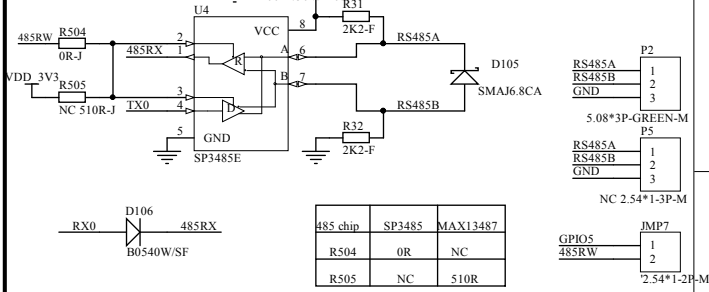 U4
R31
2K2-F
VCC 8
R504
485RW
0R-J
2
485RX 1
R
A 6
RS485A
VDD_3V3
R505
NC 510R-J
3
TX0 4
D
B 7
RS485B
D105
SMAJ6.8CA
5 GND
SP3485E
R32
2K2-F
P2
RS485A 1
RS485B 2
GND 3
5.08*3P-GREEN-M
P5
RS485A 1
RS485B 2
GND 3
NC 2.54*1-3P-M
D106
RX0 485RX
B0540W/SF
485 chip SP3485 MAX13487
R504 0R NC
R505 NC 510R
JMP7
GPIO5 1
485RW 2
'2.54*1-2P-M